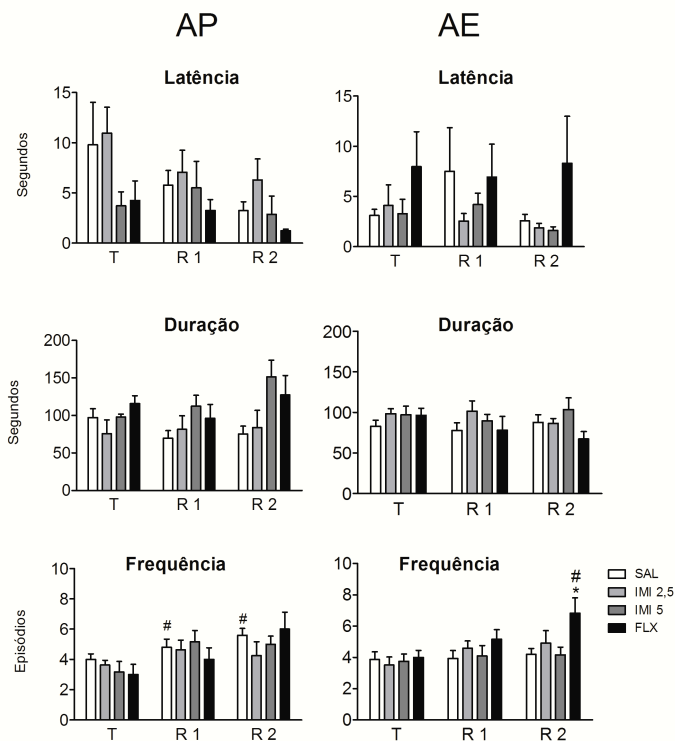 AP
AE
Latência
Segundos
15
10
5
0
T
R 1
R 2
Latência
15
10
5
0
T
R 1
R 2
Duração
Segundos
200
150
100
50
0
T
R 1
R 2
Duração
200
150
100
50
0
T
R 1
R 2
Frequência
Episódios
10
8
6
4
2
0
#
#
T
R 1
R 2
Frequência
10
8
6
4
2
0
#
*
T
R 1
R 2
SAL
IMI 2,5
IMI 5
FLX